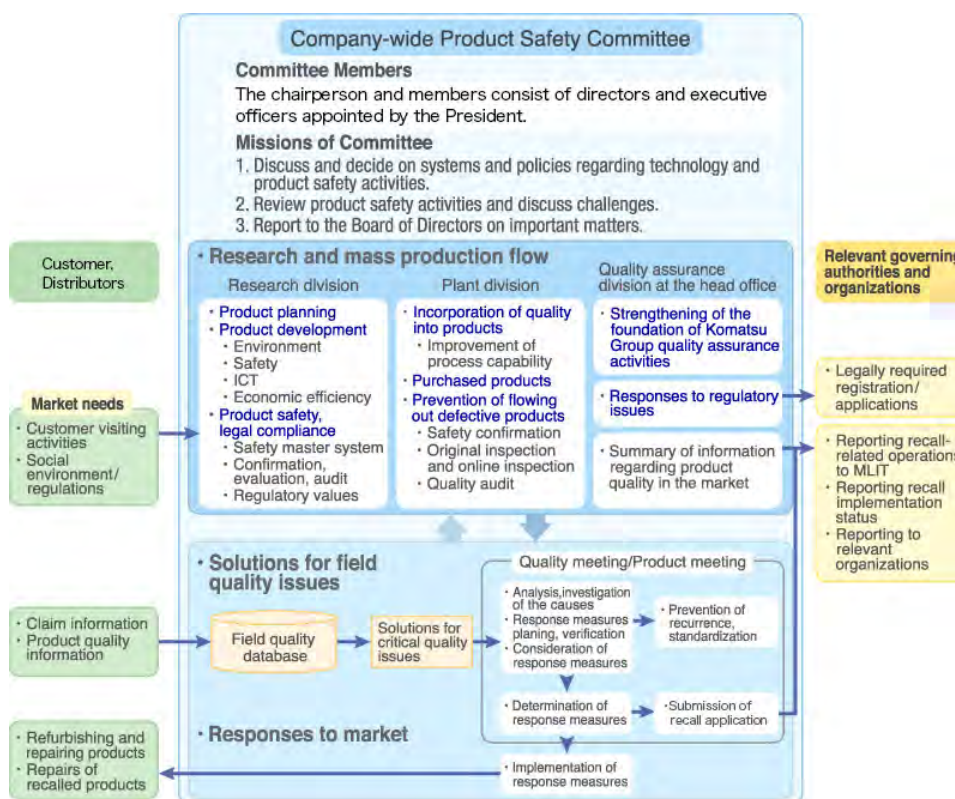 Company-wide Product Safety Committee
Committee Members
The chairperson and members consist of directors and executive
officers appointed by the President.
Missions of Committee
1. Discuss and decide on systems and policies regarding technology and
product safety activities.
2. Review product safety activities and discuss challenges.
3. Report to the Board of Directors on important matters.
Customer,
Distributors
Market needs
・Customer visiting
activities
・Social
environment/
regulations
・Research and mass production flow
Research division
・Product planning
・Product development
・Environment
・Safety
・ICT
・Economic efficiency
・Product safety,
legal compliance
・Safety master system
・Confirmation,
evaluation, audit
・Regulatory values
Plant division
・Incorporation of quality
into products
・Improvement of
process capability
・Purchased products
・Prevention of flowing
out defective products
・Safety confirmation
・Original inspection
and online inspection
・Quality audit
Quality assurance
division at the head office
・Strengthening of the
foundation of Komatsu
Group quality assurance
activities
・Responses to regulatory
issues
・Summary of information
regarding product
quality in the market
Relevant governing
authorities and
organizations
・Legally required
registration/
applications
・Reporting recall-
related operations
to MLIT
・Reporting recall
implementation
status
・Reporting to
relevant
organizations
・Solutions for field
quality issues
・Claim information
・Product quality
information
Field quality
database
Solutions for
critical quality
issues
Quality meeting/Product meeting
・Analysis,investigation
of the causes
・Response measures
planing, verification
・Consideration of
response measures
・Prevention of
recurrence,
standardization
・Determination of
response measures
・Submission of
recall application
・Responses to market
・Implementation of
response measures
・Refurbishing and
repairing products
・Repairs of
recalled products